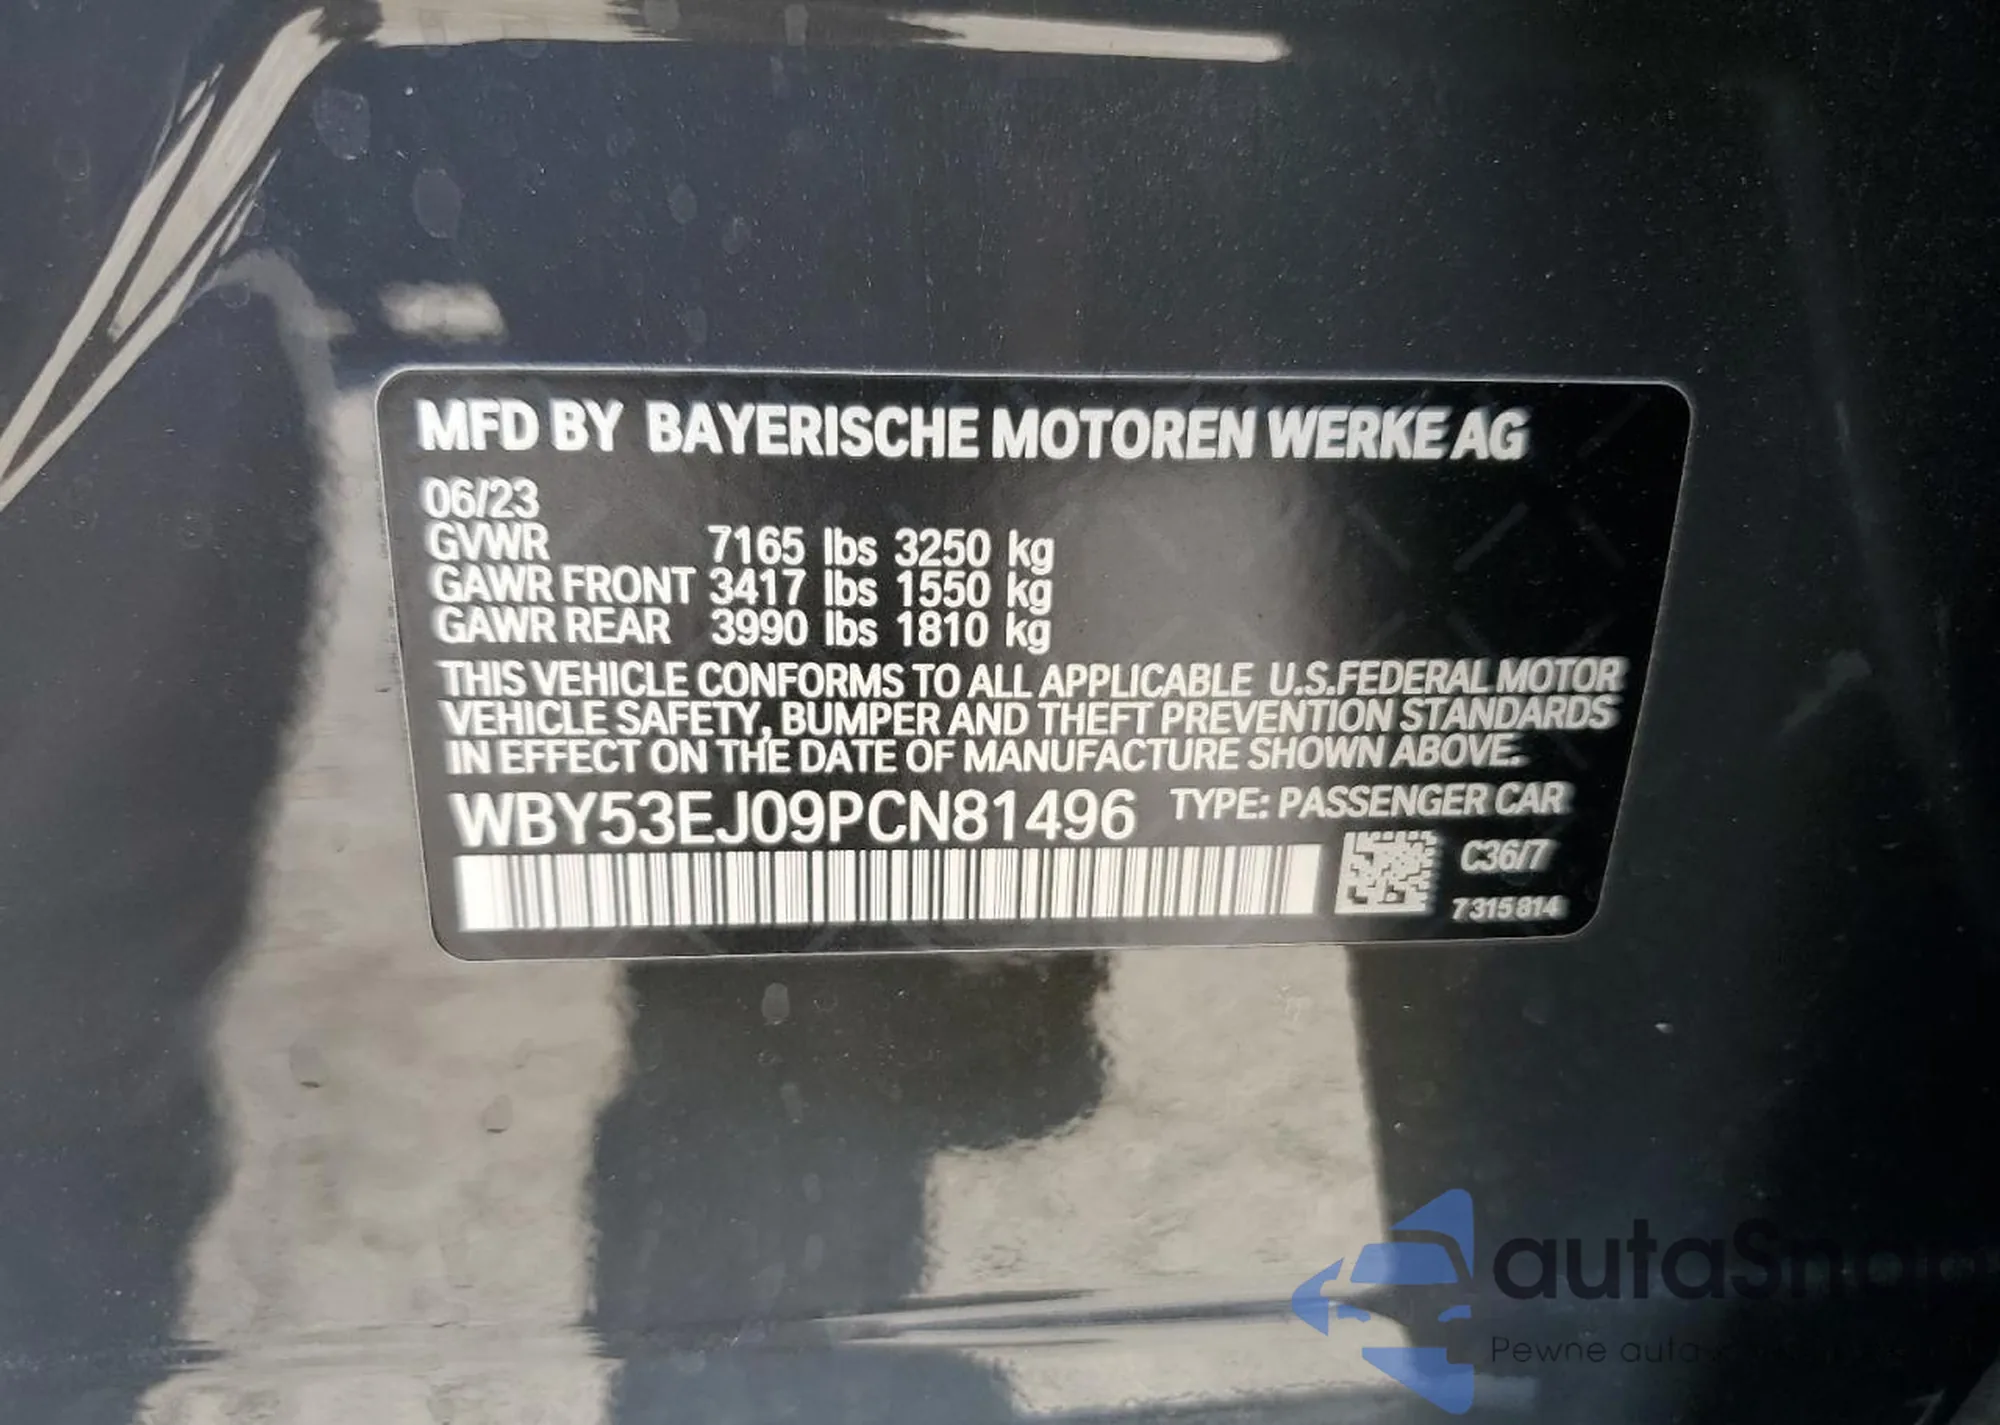 MFD BY BAYERISCHE MOTOREN WERKE AG
06/23
GVWR 7165 lbs 3250 kg
GAWR FRONT 3417 lbs 1550 kg
GAWR REAR 3990 lbs 1810 kg
THIS VEHICLE CONFORMS TO ALL APPLICABLE U.S.FEDERAL MOTOR
VEHICLE SAFETY, BUMPER AND THEFT PREVENTION STANDARDS
IN EFFECT ON THE DATE OF MANUFACTURE SHOWN ABOVE.
WBY53EJ09PCN81496 TYPE: PASSENGER CAR
C36/7
7315814
autaSna
Pewne auta